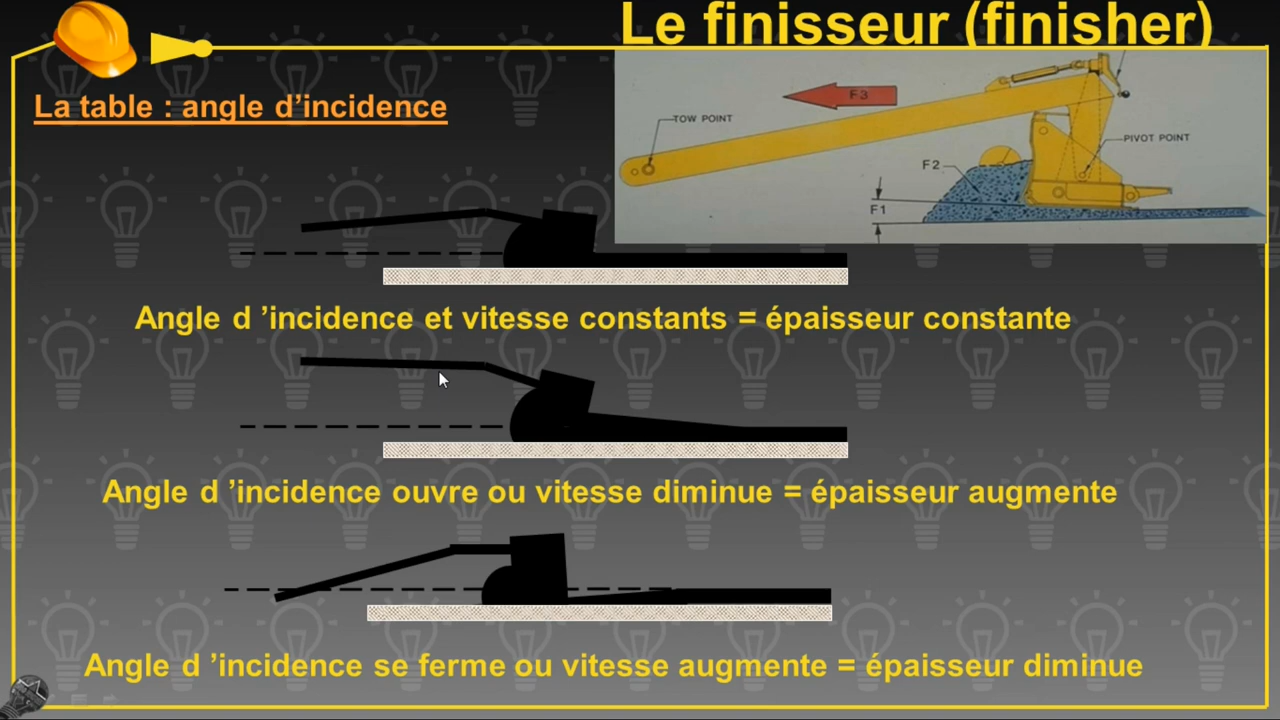 Le finisseur (finisher)
La table : angle d’incidence
F3
TOW POINT
PIVOT POINT
F2
F1
Angle d ’incidence et vitesse constants = épaisseur constante
Angle d ’incidence ouvre ou vitesse diminue = épaisseur augmente
Angle d ’incidence se ferme ou vitesse augmente = épaisseur diminue